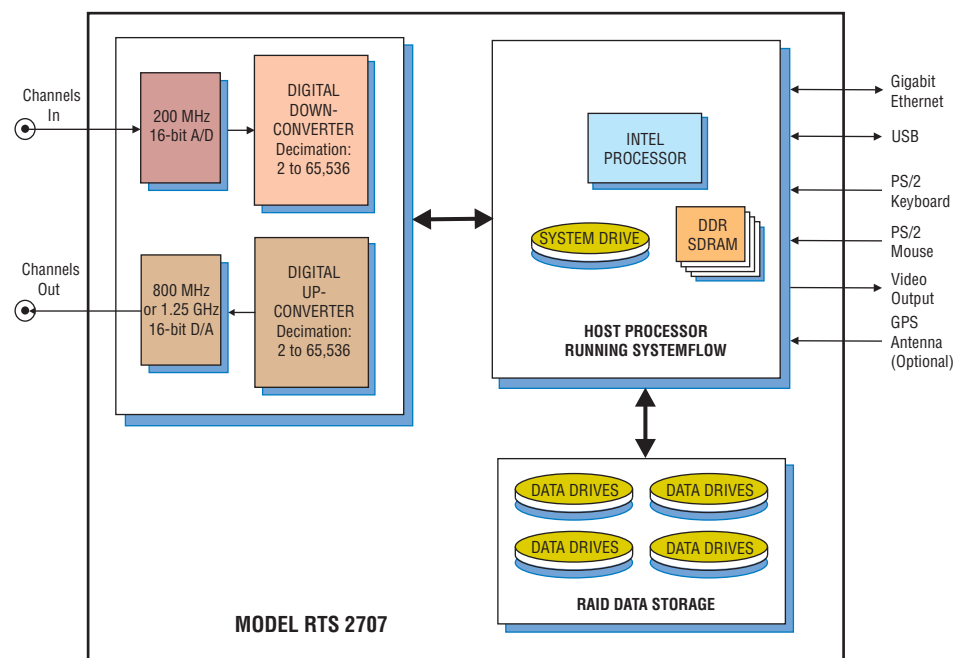 Channels
In
200 MHz
16-bit A/D
DIGITAL
DOWN-
CONVERTER
Decimation:
2 to 65,536
Channels
Out
800 MHz
or 1.25 GHz
16-bit D/A
DIGITAL
UP-
CONVERTER
Decimation:
2 to 65,536
INTEL
PROCESSOR
SYSTEM DRIVE
DDR
SDRAM
HOST PROCESSOR
RUNNING SYSTEMFLOW
Gigabit
Ethernet
USB
PS/2
Keyboard
PS/2
Mouse
Video
Output
GPS
Antenna
(Optional)
DATA DRIVES
DATA DRIVES
DATA DRIVES
DATA DRIVES
RAID DATA STORAGE
MODEL RTS 2707